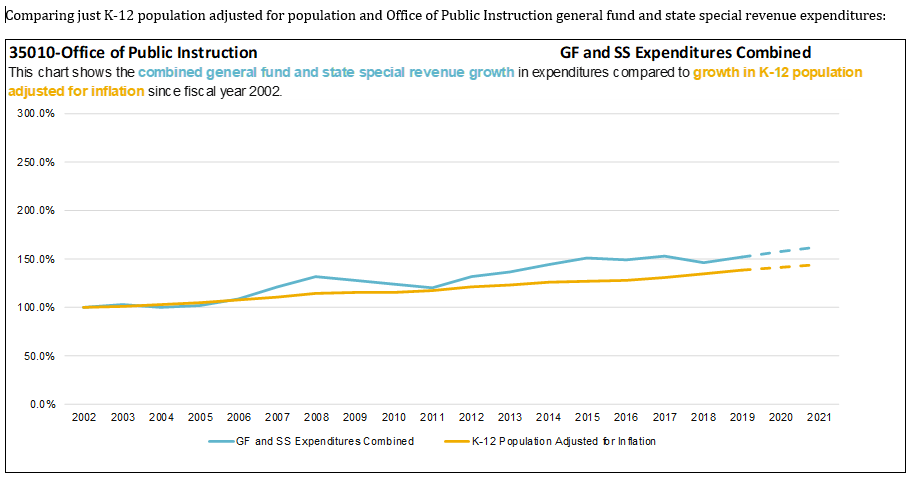 Comparing just K-12 population adjusted for population and Office of Public Instruction general fund and state special revenue expenditures:
35010-Office of Public Instruction GF and SS Expenditures Combined
This chart shows the combined general fund and state special revenue growth in expenditures compared to growth in K-12 population
adjusted for inflation since fiscal year 2002.
300.0%
250.0%
200.0%
150.0%
100.0%
50.0%
0.0%
2002 2003 2004 2005 2006 2007 2008 2009 2010 2011 2012 2013 2014 2015 2016 2017 2018 2019 2020 2021
GF and SS Expenditures Combined K-12 Population Adjusted for Inflation